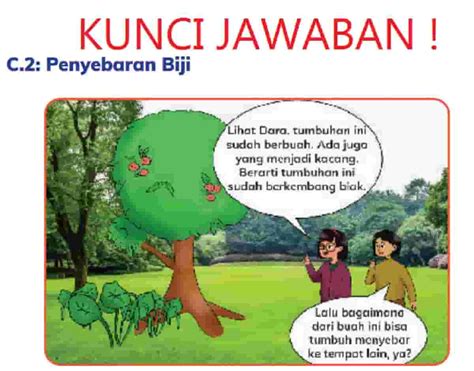 KUNCI JAWABAN !
C.2: Penyebaran Biji
Lihat Dara, tumbuhan ini
sudah berbuah. Ada juga
yang menjadi kacang.
Berarti tumbuhan ini
sudah berkembang biak.
Lalu bagaimana
dari buah ini bisa
tumbuh menyebar
ke tempat lain, ya?